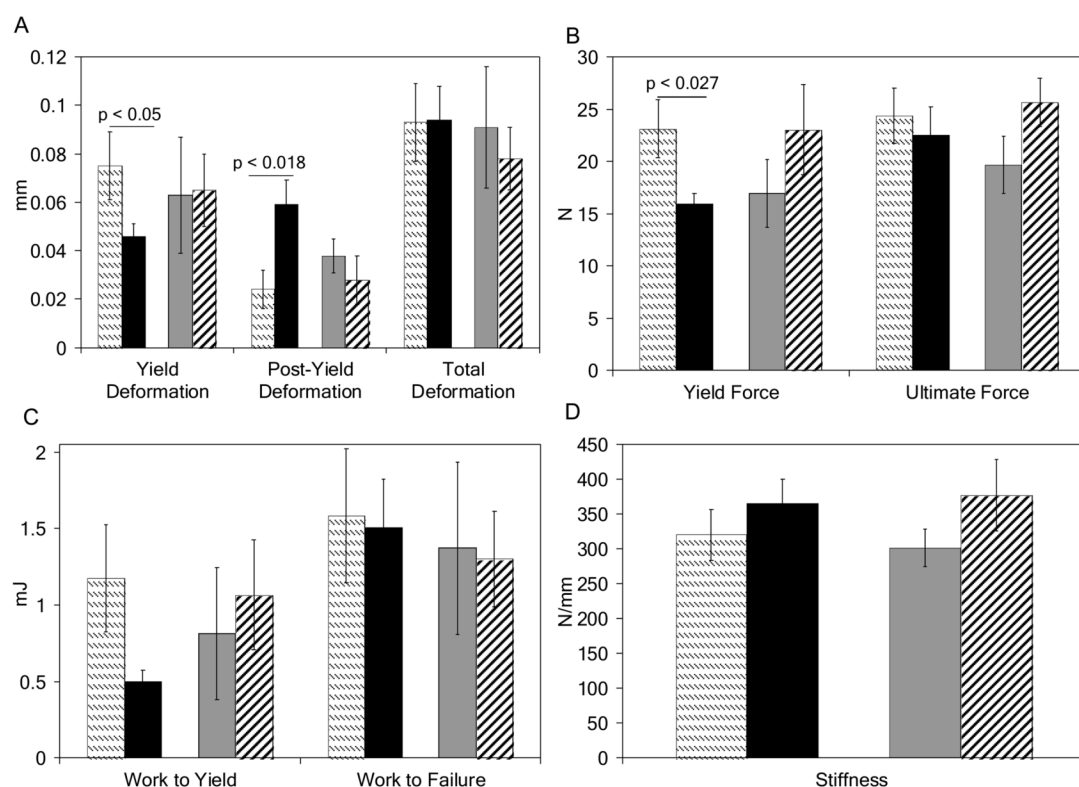 A
0.12
0.1
0.08
0.06
0.04
0.02
0
mm
p < 0.05
p < 0.018
Yield
Deformation
Post-Yield
Deformation
Total
Deformation
B
30
25
20
15
10
5
0
N
p < 0.027
Yield Force
Ultimate Force
C
2
1.5
1
0.5
0
mJ
Work to Yield
Work to Failure
D
450
400
350
300
250
200
150
100
50
0
N/mm
Stiffness